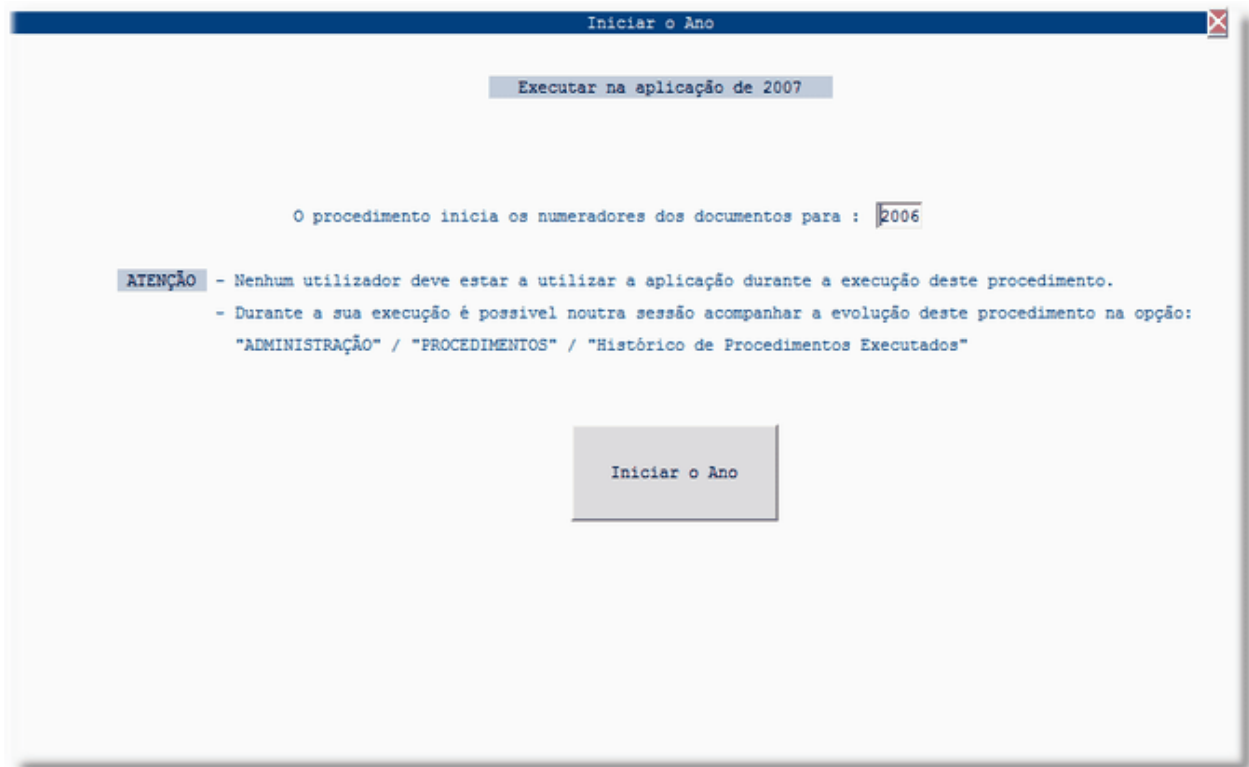 Iniciar o Ano
Executar na aplicação de 2007
O procedimento inicia os numeradores dos documentos para : 2006
ATENÇÃO - Nenhum utilizador deve estar a utilizar a aplicação durante a execução deste procedimento.
- Durante a sua execução é possivel noutra sessão acompanhar a evolução deste procedimento na opção:
"ADMINISTRAÇÃO" / "PROCEDIMENTOS" / "Histórico de Procedimentos Executados"
Iniciar o Ano